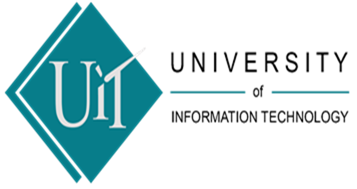 UiT
UNIVERSITY
of
INFORMATION TECHNOLOGY